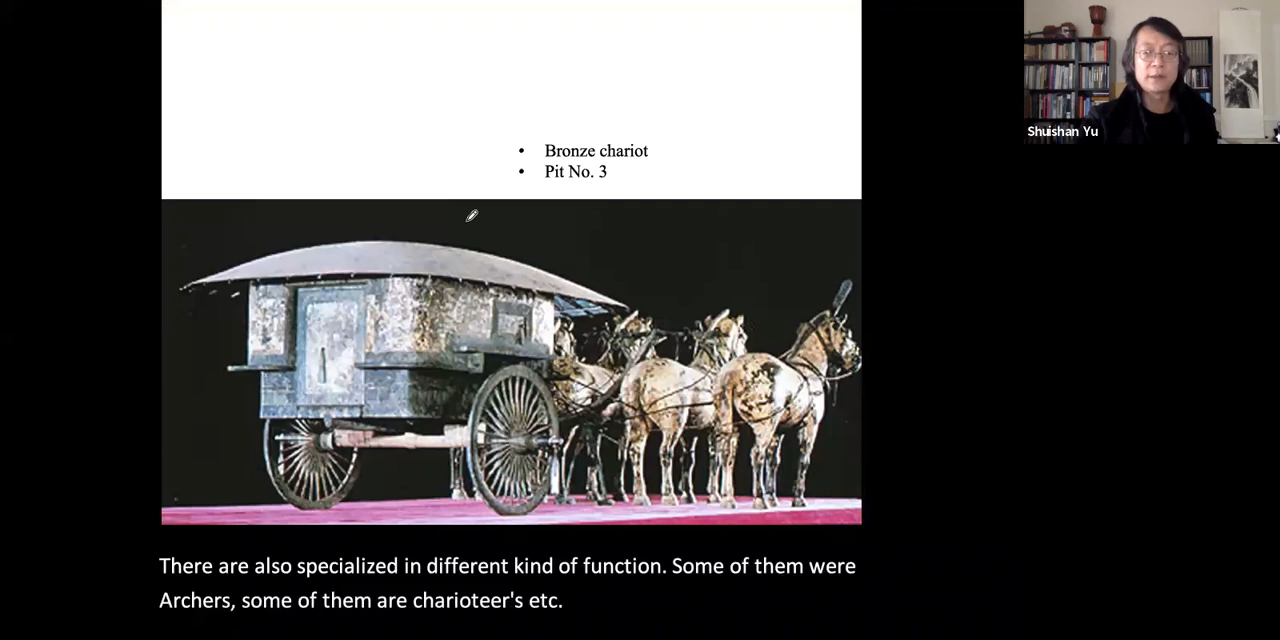 • Bronze chariot
• Pit No. 3
Shuishan Yu
There are also specialized in different kind of function. Some of them were
Archers, some of them are charioteer's etc.